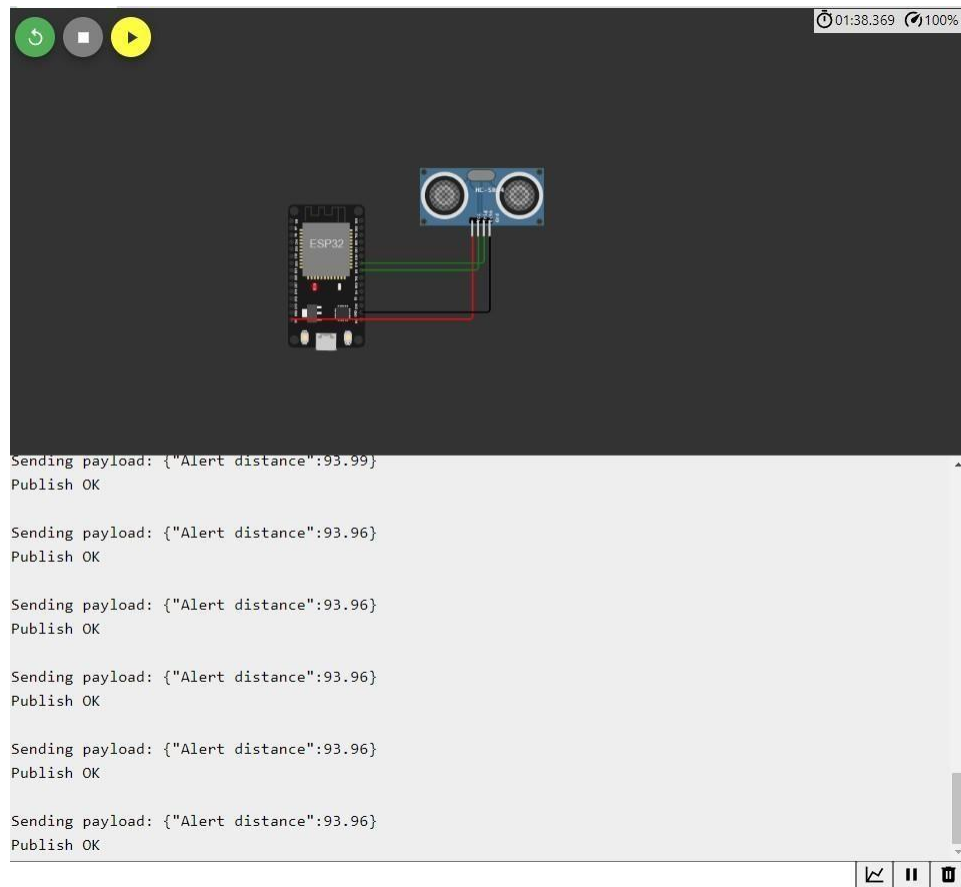 01:38.369 100%
ESP32
Sending payload: {"Alert distance":93.99}
Publish OK
Sending payload: {"Alert distance":93.96}
Publish OK
Sending payload: {"Alert distance":93.96}
Publish OK
Sending payload: {"Alert distance":93.96}
Publish OK
Sending payload: {"Alert distance":93.96}
Publish OK
Sending payload: {"Alert distance":93.96}
Publish OK